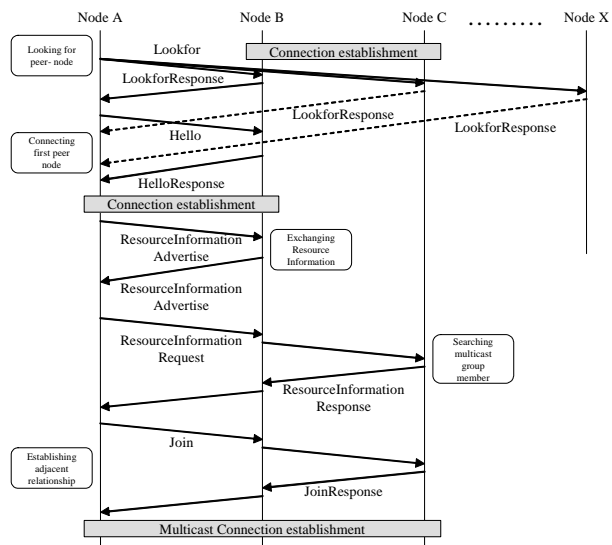 Node A
Node B
Node C
. . . . . . . . .
Node X
Looking for
peer- node
Lookfor
Connection establishment
LookforResponse
LookforResponse
LookforResponse
Hello
Connecting
first peer
node
HelloResponse
Connection establishment
ResourceInformation
Advertise
Exchanging
Resource
Information
ResourceInformation
Advertise
ResourceInformation
Request
Searching
multicast
group
member
ResourceInformation
Response
Join
Establishing
adjacent
relationship
JoinResponse
Multicast Connection establishment